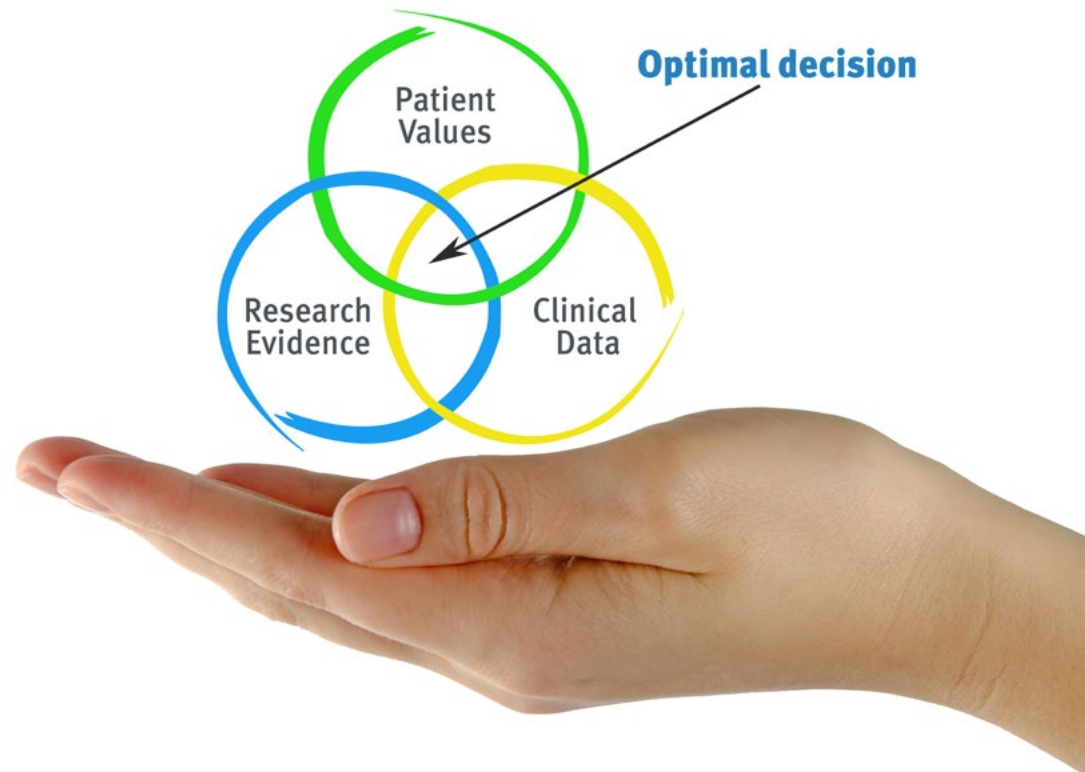 Optimal decision
Patient
Values
Research
Evidence
Clinical
Data